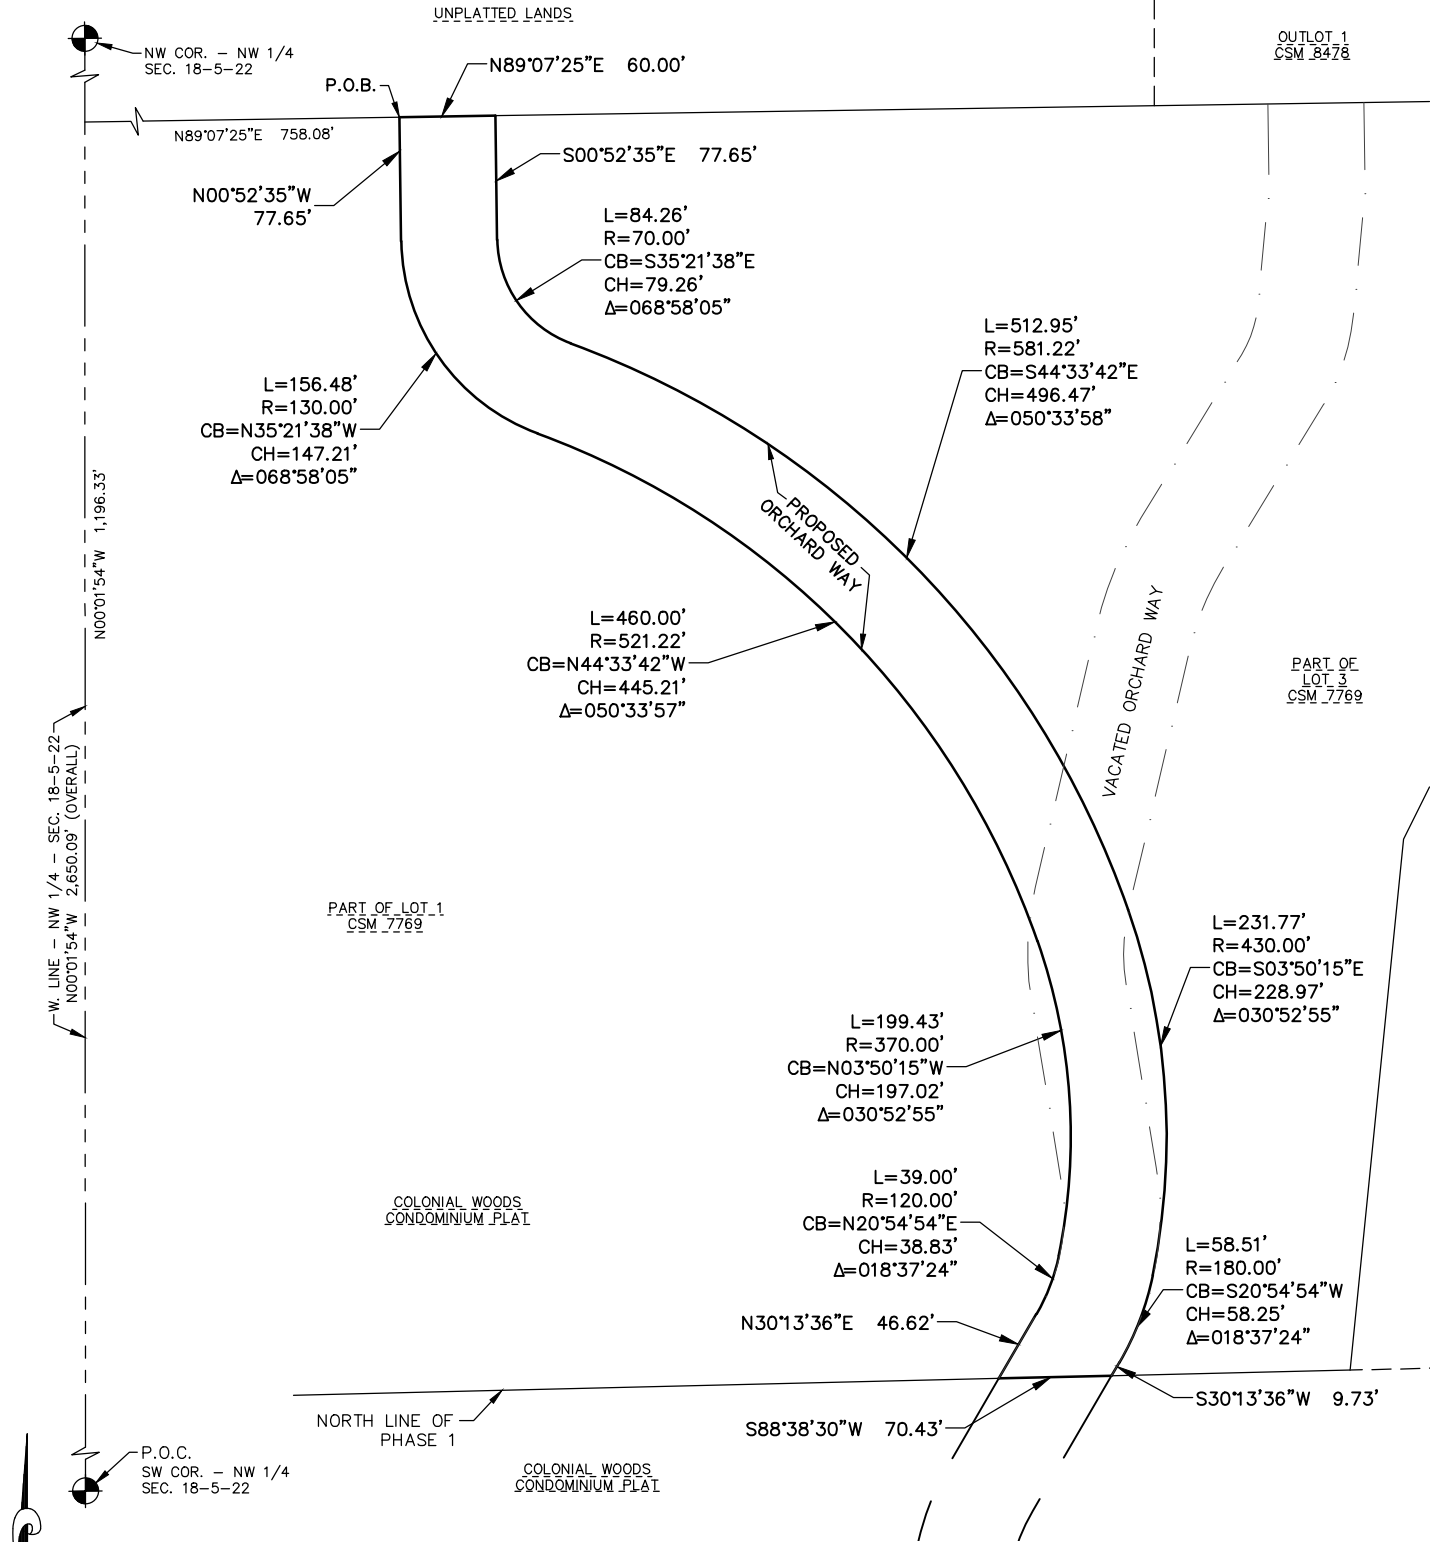 UNPLATTED LANDS
OUTLOT 1
CSM 8478
NW COR. – NW 1/4
SEC. 18–5–22
N89°07'25"E 60.00'
P.O.B.
N89°07'25"E 758.08'
S00°52'35"E 77.65'
N00°52'35"W
77.65'
L=84.26'
R=70.00'
CB=S35°21'38"E
CH=79.26'
Δ=068°58'05"
L=512.95'
R=581.22'
CB=S44°33'42"E
CH=496.47'
Δ=050°33'58"
L=156.48'
R=130.00'
CB=N35°21'38"W
CH=147.21'
Δ=068°58'05"
N00°01'54"W 1,196.33'
PROPOSED
ORCHARD WAY
L=460.00'
R=521.22'
CB=N44°33'42"W
CH=445.21'
Δ=050°33'57"
VACATED ORCHARD WAY
PART OF
LOT 3
CSM 7769
W. LINE – NW 1/4 – SEC. 18–5–22
N00°01'54"W 2,650.09' (OVERALL)
PART OF LOT 1
CSM 7769
L=231.77'
R=430.00'
CB=S03°50'15"E
CH=228.97'
Δ=030°52'55"
L=199.43'
R=370.00'
CB=N03°50'15"W
CH=197.02'
Δ=030°52'55"
COLONIAL WOODS
CONDOMINIUM PLAT
L=39.00'
R=120.00'
CB=N20°54'54"E
CH=38.83'
Δ=018°37'24"
L=58.51'
R=180.00'
CB=S20°54'54"W
CH=58.25'
Δ=018°37'24"
N30°13'36"E 46.62'
S30°13'36"W 9.73'
NORTH LINE OF
PHASE 1
S88°38'30"W 70.43'
P.O.C.
SW COR. – NW 1/4
SEC. 18–5–22
COLONIAL WOODS
CONDOMINIUM PLAT